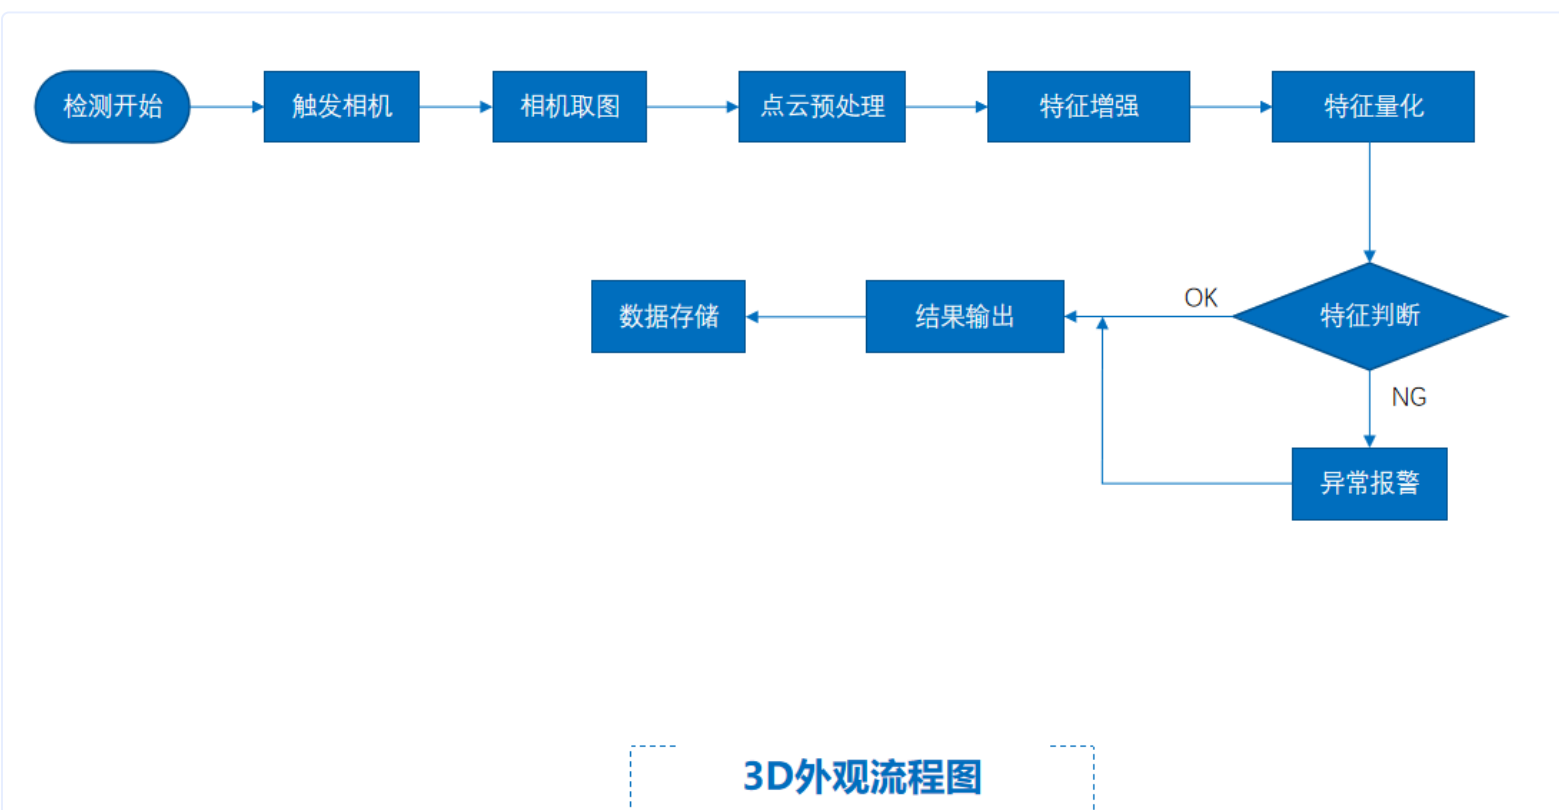 检测开始
触发相机
相机取图
点云预处理
特征增强
特征量化
数据存储
结果输出
OK
特征判断
NG
异常报警
3D外观流程图